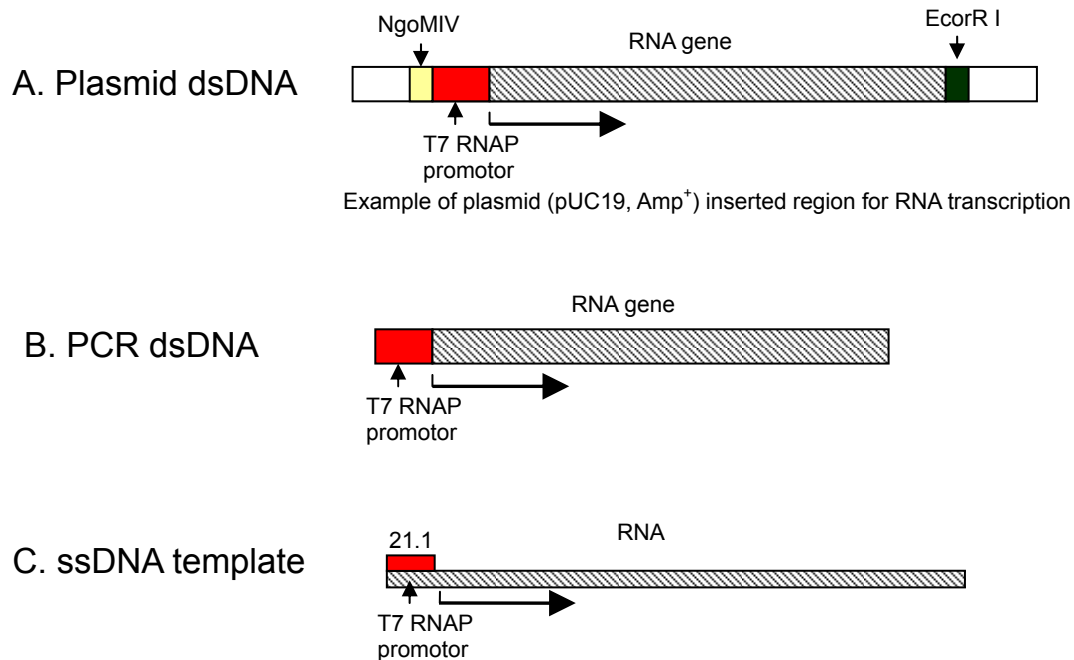 NgoMIV
EcorR I
RNA gene
A. Plasmid dsDNA
T7 RNAP
promotor
Example of plasmid (pUC19, Amp+) inserted region for RNA transcription
RNA gene
B. PCR dsDNA
T7 RNAP
promotor
21.1
RNA
C. ssDNA template
T7 RNAP
promotor